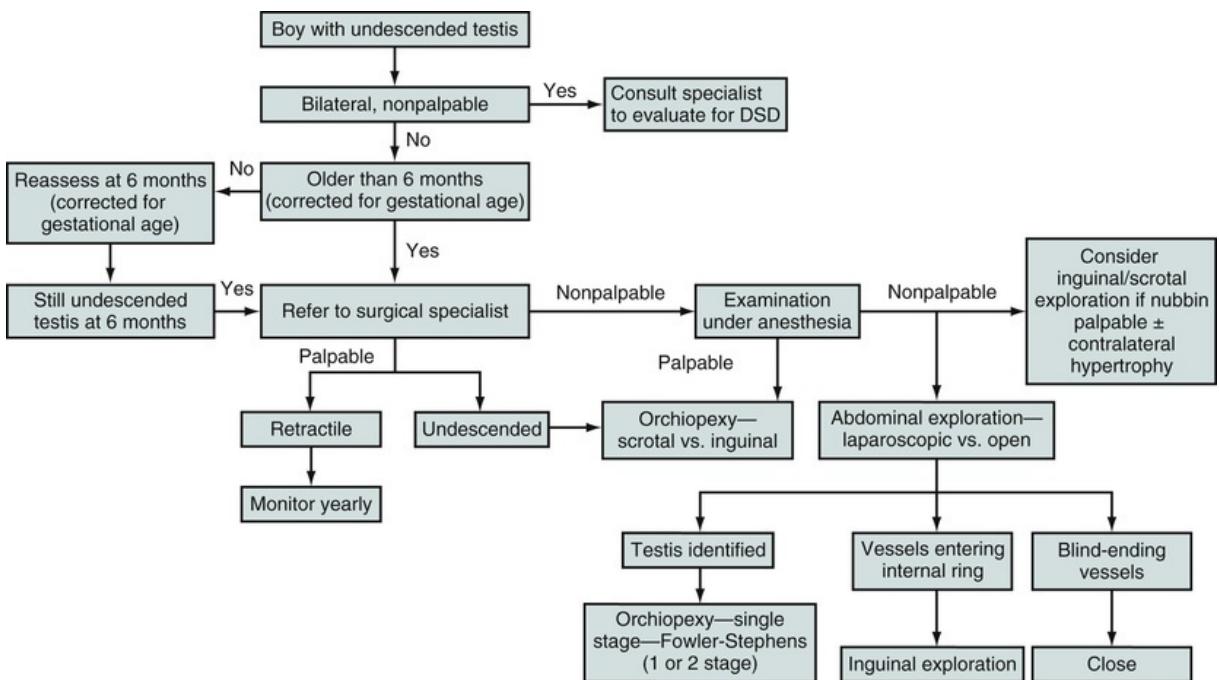 Boy with undescended testis
Bilateral, nonpalpable
Yes
Consult specialist
to evaluate for DSD
No
Older than 6 months
(corrected for gestational age)
No
Reassess at 6 months
(corrected for
gestational age)
Yes
Still undescended
testis at 6 months
Yes
Refer to surgical specialist
Nonpalpable
Examination
under anesthesia
Nonpalpable
Consider
inguinal/scrotal
exploration if nubbin
palpable ±
contralateral
hypertrophy
Palpable
Palpable
Retractile
Undescended
Orchiopexy—
scrotal vs. inguinal
Abdominal exploration—
laparoscopic vs. open
Monitor yearly
Testis identified
Vessels entering
internal ring
Blind-ending
vessels
Orchiopexy—single
stage—Fowler-Stephens
(1 or 2 stage)
Inguinal exploration
Close